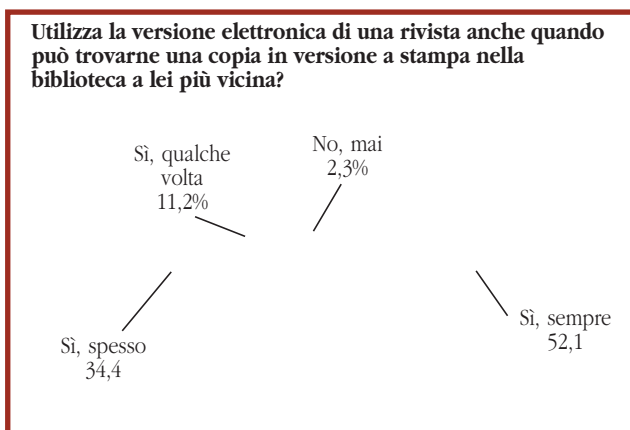 Utilizza la versione elettronica di una rivista anche quando
può trovarne una copia in versione a stampa nella
biblioteca a lei più vicina?
No, mai
2,3%
Sì, qualche
volta
11,2%
Sì, sempre
52,1
Sì, spesso
34,4